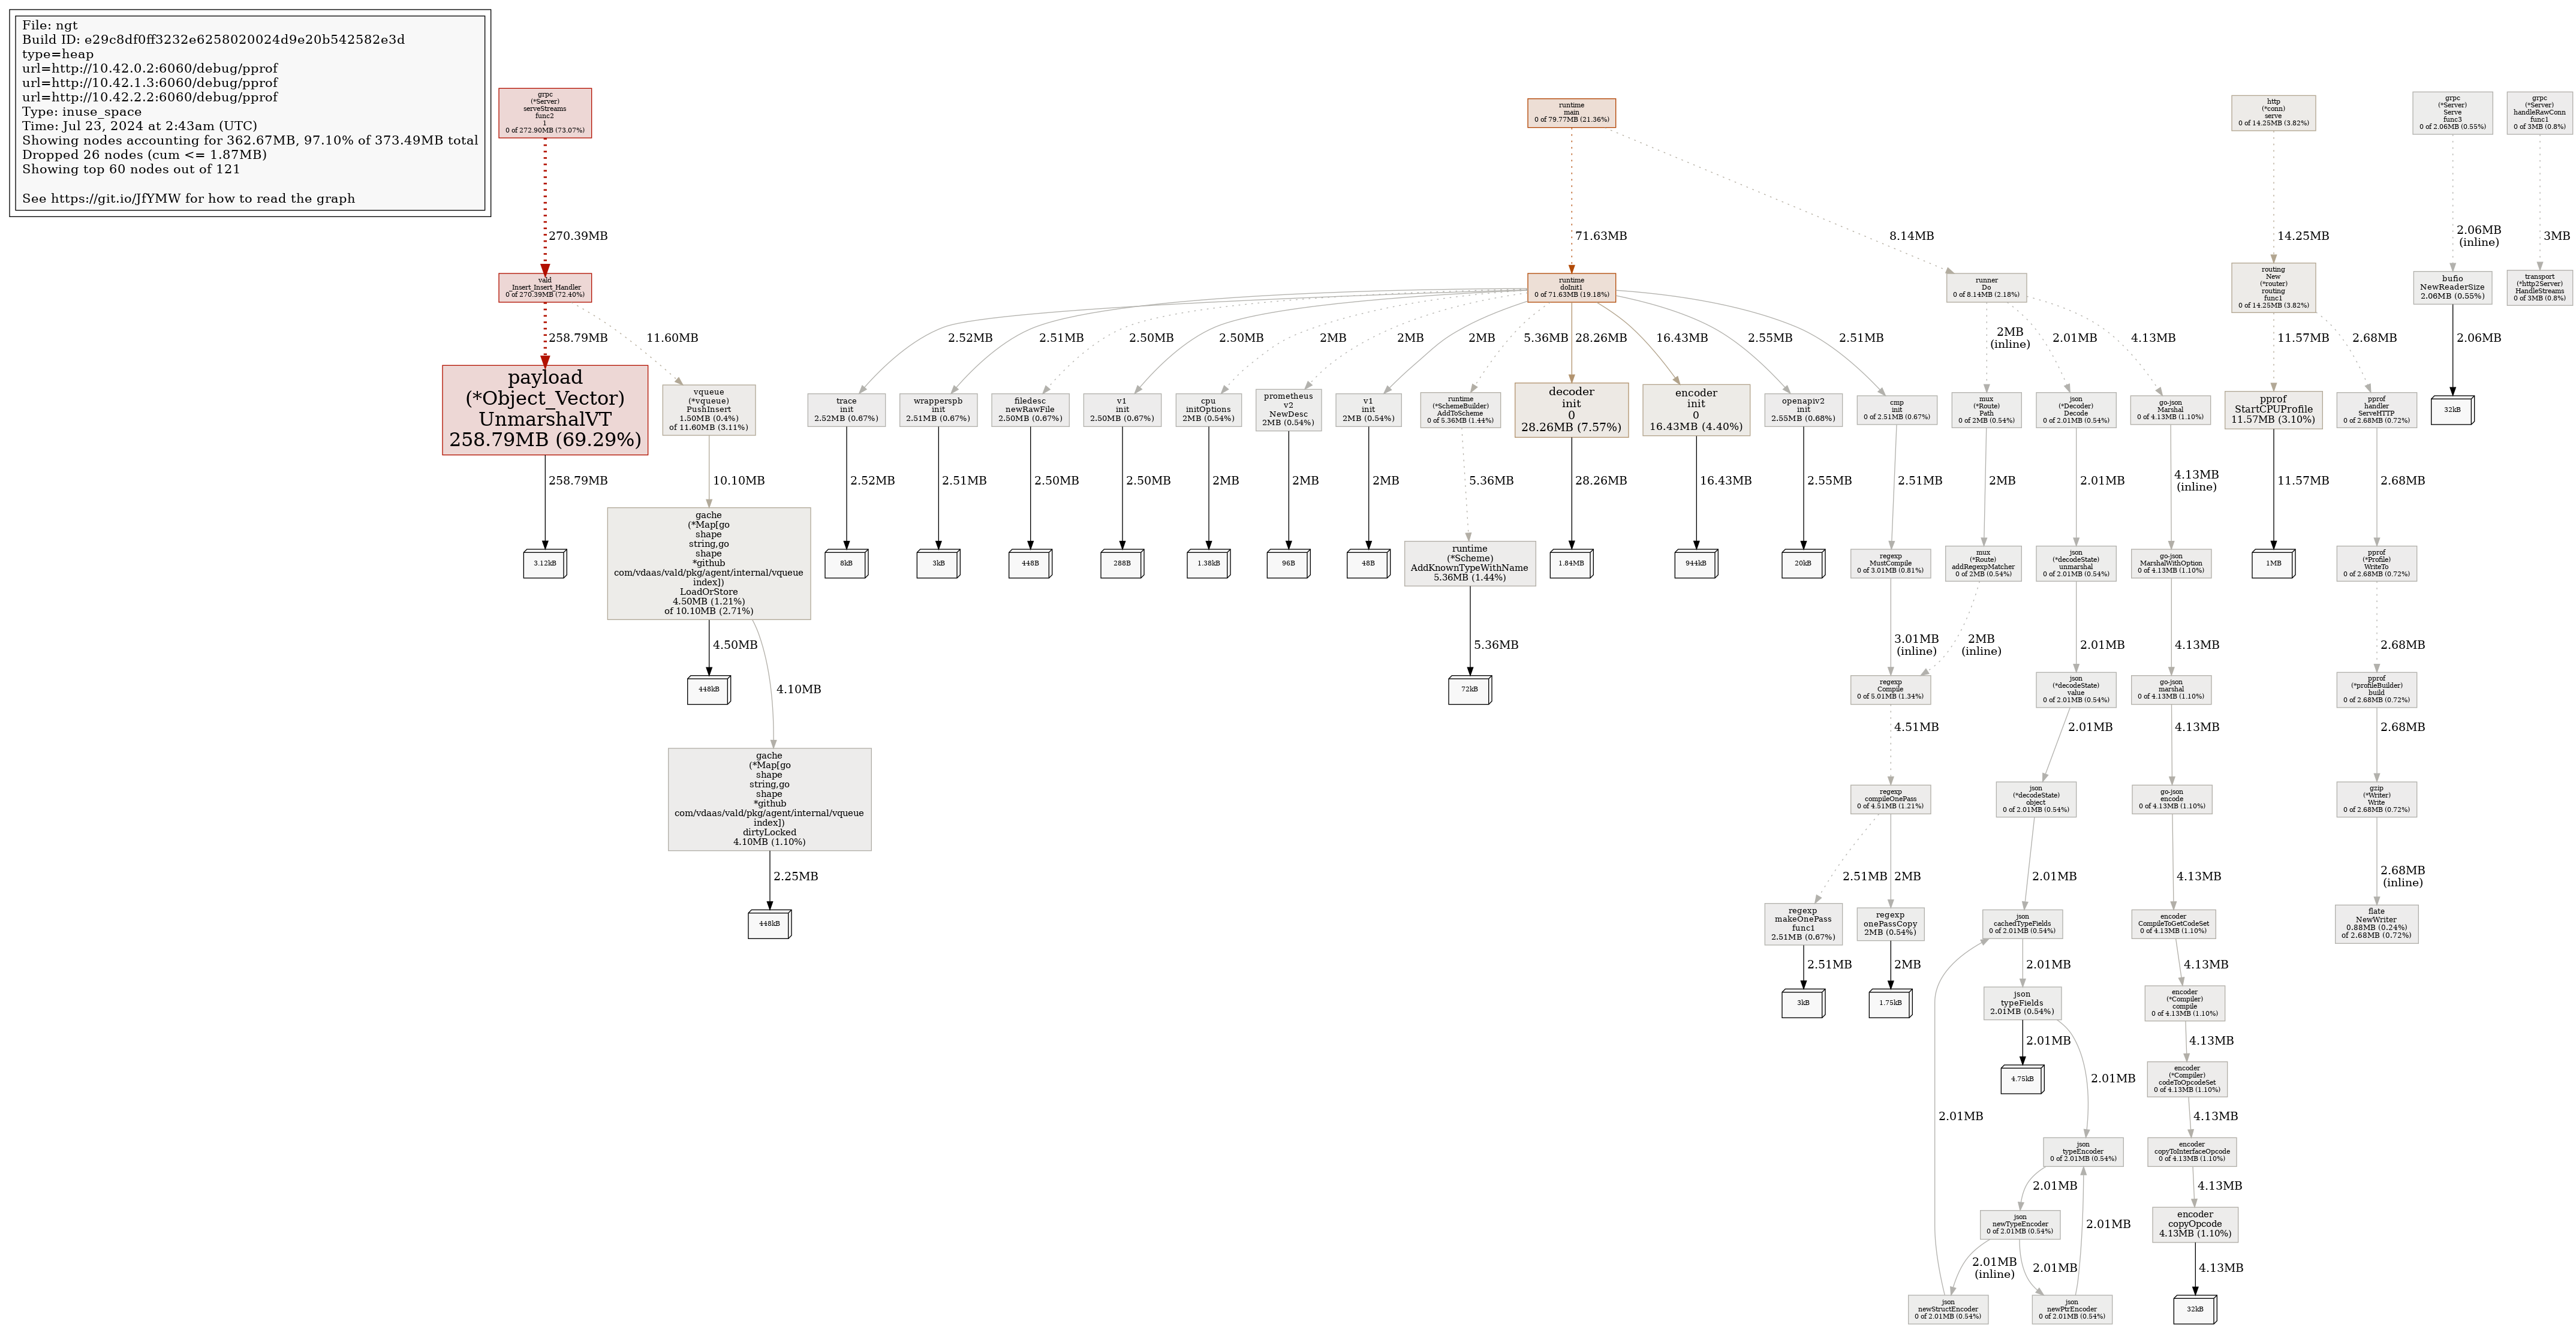 File: ngt
Build ID: e29c8df0ff3232e6258020024d9e20b542582e3d
type=heap
url=http://10.42.0.2:6060/debug/pprof
url=http://10.42.1.3:6060/debug/pprof
url=http://10.42.2.2:6060/debug/pprof
Type: inuse_space
Time: Jul 23, 2024 at 2:43am (UTC)
Showing nodes accounting for 362.67MB, 97.10% of 373.49MB total
Dropped 26 nodes (cum <= 1.87MB)
Showing top 60 nodes out of 121
See https://git.io/JfYMW for how to read the graph
grpc
(*Server)
serveStreams
func2
1
0 of 272.90MB (73.07%)
runtime
main
0 of 79.77MB (21.36%)
http
(*conn)
serve
0 of 14.25MB (3.82%)
grpc
(*Server)
Serve
func3
0 of 2.06MB (0.55%)
grpc
(*Server)
handleRawConn
func1
0 of 3MB (0.8%)
270.39MB
71.63MB
8.14MB
14.25MB
2.06MB
(inline)
3MB
vald
_Insert_Insert_Handler
0 of 270.39MB (72.40%)
runtime
doInit1
0 of 71.63MB (19.18%)
runner
Do
0 of 8.14MB (2.18%)
routing
New
(*router)
routing
func1
0 of 14.25MB (3.82%)
bufio
NewReaderSize
2.06MB (0.55%)
transport
(*http2Server)
HandleStreams
0 of 3MB (0.8%)
258.79MB
11.60MB
2.52MB
2.51MB
2.50MB
2.50MB
2MB
2MB
2MB
5.36MB
28.26MB
16.43MB
2.55MB
2.51MB
2MB
(inline)
2.01MB
4.13MB
11.57MB
2.68MB
2.06MB
payload
(*Object_Vector)
UnmarshalVT
258.79MB (69.29%)
vqueue
(*vqueue)
PushInsert
1.50MB (0.4%)
of 11.60MB (3.11%)
trace
init
2.52MB (0.67%)
wrapperspb
init
2.51MB (0.67%)
filedesc
newRawFile
2.50MB (0.67%)
v1
init
2.50MB (0.67%)
cpu
initOptions
2MB (0.54%)
prometheus
v2
NewDesc
2MB (0.54%)
v1
init
2MB (0.54%)
runtime
(*SchemeBuilder)
AddToScheme
0 of 5.36MB (1.44%)
decoder
init
0
28.26MB (7.57%)
encoder
init
0
16.43MB (4.40%)
openapiv2
init
2.55MB (0.68%)
cmp
init
0 of 2.51MB (0.67%)
mux
(*Route)
Path
0 of 2MB (0.54%)
json
(*Decoder)
Decode
0 of 2.01MB (0.54%)
go-json
Marshal
0 of 4.13MB (1.10%)
pprof
StartCPUProfile
11.57MB (3.10%)
pprof
handler
ServeHTTP
0 of 2.68MB (0.72%)
32kB
258.79MB
10.10MB
2.52MB
2.51MB
2.50MB
2.50MB
2MB
2MB
2MB
5.36MB
28.26MB
16.43MB
2.55MB
2.51MB
2MB
2.01MB
4.13MB
(inline)
11.57MB
2.68MB
3.12kB
gache
(*Map[go
shape
string,go
shape
*github
com/vdaas/vald/pkg/agent/internal/vqueue
index])
LoadOrStore
4.50MB (1.21%)
of 10.10MB (2.71%)
8kB
3kB
448B
288B
1.38kB
96B
48B
runtime
(*Scheme)
AddKnownTypeWithName
5.36MB (1.44%)
1.84MB
944kB
20kB
regexp
MustCompile
0 of 3.01MB (0.81%)
mux
(*Route)
addRegexpMatcher
0 of 2MB (0.54%)
json
(*decodeState)
unmarshal
0 of 2.01MB (0.54%)
go-json
MarshalWithOption
0 of 4.13MB (1.10%)
1MB
pprof
(*Profile)
WriteTo
0 of 2.68MB (0.72%)
4.50MB
4.10MB
5.36MB
3.01MB
(inline)
2MB
(inline)
2.01MB
4.13MB
2.68MB
448kB
72kB
regexp
Compile
0 of 5.01MB (1.34%)
json
(*decodeState)
value
0 of 2.01MB (0.54%)
go-json
marshal
0 of 4.13MB (1.10%)
pprof
(*profileBuilder)
build
0 of 2.68MB (0.72%)
4.51MB
2.01MB
4.13MB
2.68MB
gache
(*Map[go
shape
string,go
shape
*github
com/vdaas/vald/pkg/agent/internal/vqueue
index])
dirtyLocked
4.10MB (1.10%)
regexp
compileOnePass
0 of 4.51MB (1.21%)
json
(*decodeState)
object
0 of 2.01MB (0.54%)
go-json
encode
0 of 4.13MB (1.10%)
gzip
(*Writer)
Write
0 of 2.68MB (0.72%)
2.25MB
2.51MB
2MB
2.01MB
4.13MB
2.68MB
(inline)
448kB
regexp
makeOnePass
func1
2.51MB (0.67%)
regexp
onePassCopy
2MB (0.54%)
json
cachedTypeFields
0 of 2.01MB (0.54%)
encoder
CompileToGetCodeSet
0 of 4.13MB (1.10%)
flate
NewWriter
0.88MB (0.24%)
of 2.68MB (0.72%)
2.51MB
2MB
2.01MB
4.13MB
3kB
1.75kB
json
typeFields
2.01MB (0.54%)
encoder
(*Compiler)
compile
0 of 4.13MB (1.10%)
2.01MB
4.13MB
4.75kB
2.01MB
encoder
(*Compiler)
codeToOpcodeSet
0 of 4.13MB (1.10%)
2.01MB
4.13MB
json
typeEncoder
0 of 2.01MB (0.54%)
encoder
copyToInterfaceOpcode
0 of 4.13MB (1.10%)
2.01MB
4.13MB
json
newTypeEncoder
0 of 2.01MB (0.54%)
2.01MB
encoder
copyOpcode
4.13MB (1.10%)
2.01MB
(inline)
2.01MB
4.13MB
json
newStructEncoder
0 of 2.01MB (0.54%)
json
newPtrEncoder
0 of 2.01MB (0.54%)
32kB